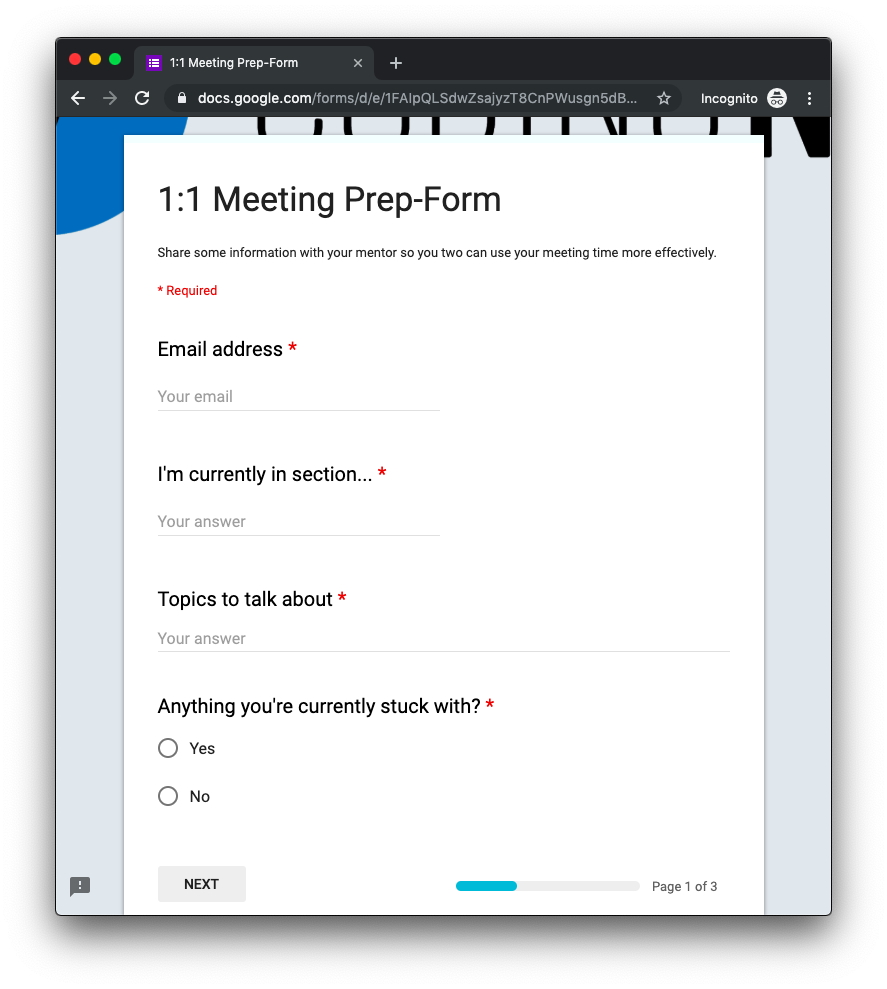 1:1 Meeting Prep-Form
docs.google.com/forms/d/e/1FAIpQLSdwZsajyzT8CnPWusgn5dB...
Incognito
1:1 Meeting Prep-Form
Share some information with your mentor so you two can use your meeting time more effectively.
* Required
Email address *
Your email
I'm currently in section... *
Your answer
Topics to talk about *
Your answer
Anything you're currently stuck with? *
Yes
No
NEXT
Page 1 of 3